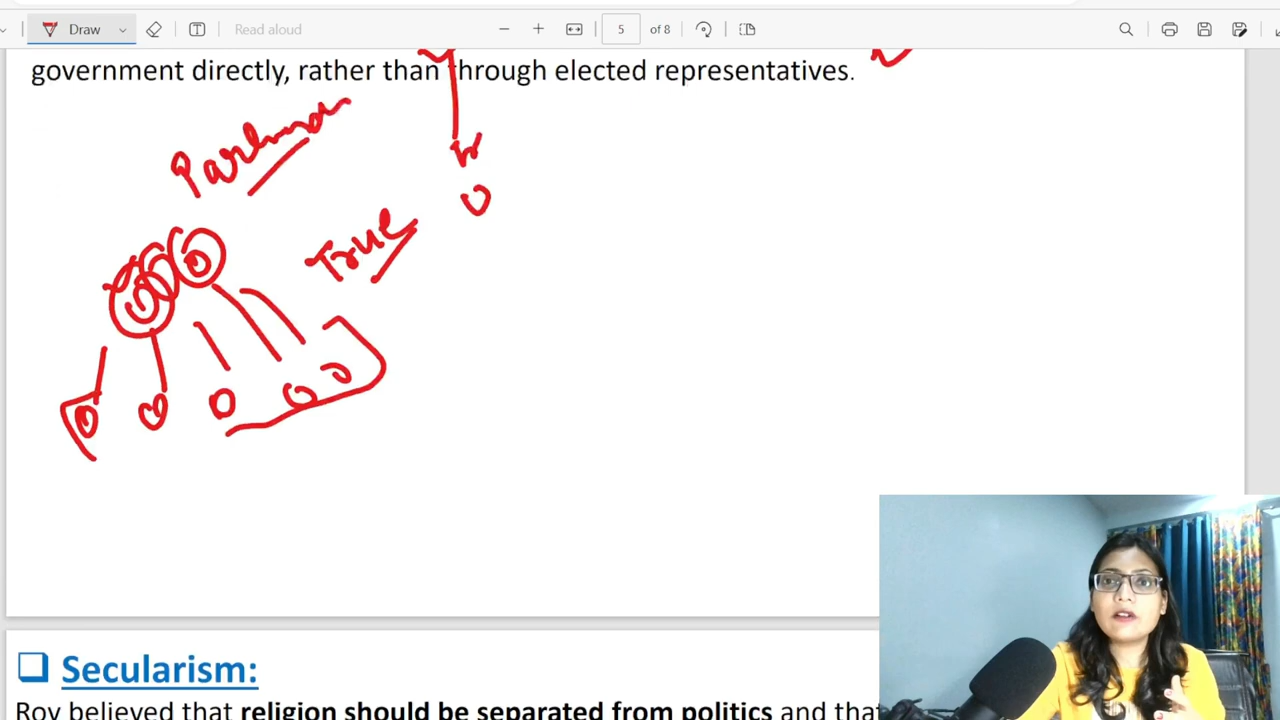 Draw
Read aloud
5 of 8
government directly, rather than through elected representatives.
True
Secularism:
Roy believed that religion should be separated from politics and that